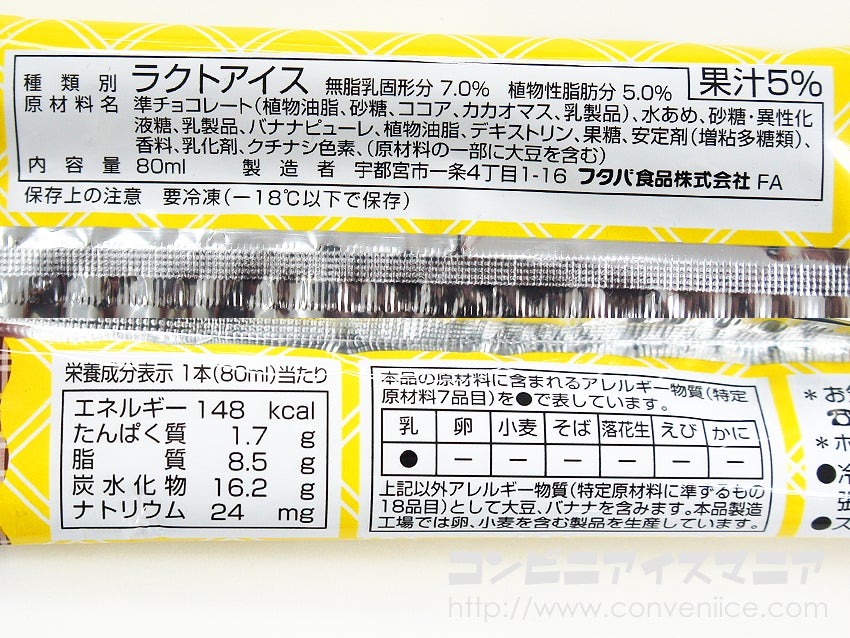 種類別 ラクトアイス 無脂乳固形分 7.0% 植物性脂肪分 5.0% 果汁5%
原材料名 準チョコレート(植物油脂、砂糖、ココア、カカオマス、乳製品)、水あめ、砂糖・異性化
液糖、乳製品、バナナピューレ、植物油脂、デキストリン、果糖、安定剤(増粘多糖類)、
香料、乳化剤、クチナシ色素、(原材料の一部に大豆を含む)
内容量 80ml 製造者 宇都宮市一条4丁目1-16 フタバ食品株式会社 FA
保存上の注意 要冷凍(-18℃以下で保存)
栄養成分表示 1本(80ml)当たり
エネルギー 148 kcal
たんぱく質 1.7 g
脂質 8.5 g
炭水化物 16.2 g
ナトリウム 24 mg
本品の原材料に含まれるアレルギー物質(特定
原材料7品目)を●で表しています。
乳 卵 小麦 そば 落花生 えび かに
● － － － － － －
上記以外アレルギー物質(特定原材料に準ずるもの
18品目)として大豆、バナナを含みます。本品製造
工場では卵、小麦を含む製品を生産しています。
＊お
☎
＊ホ
●冷
強
●ス
コンビニアイスマニア
http://www.conveniice.com/